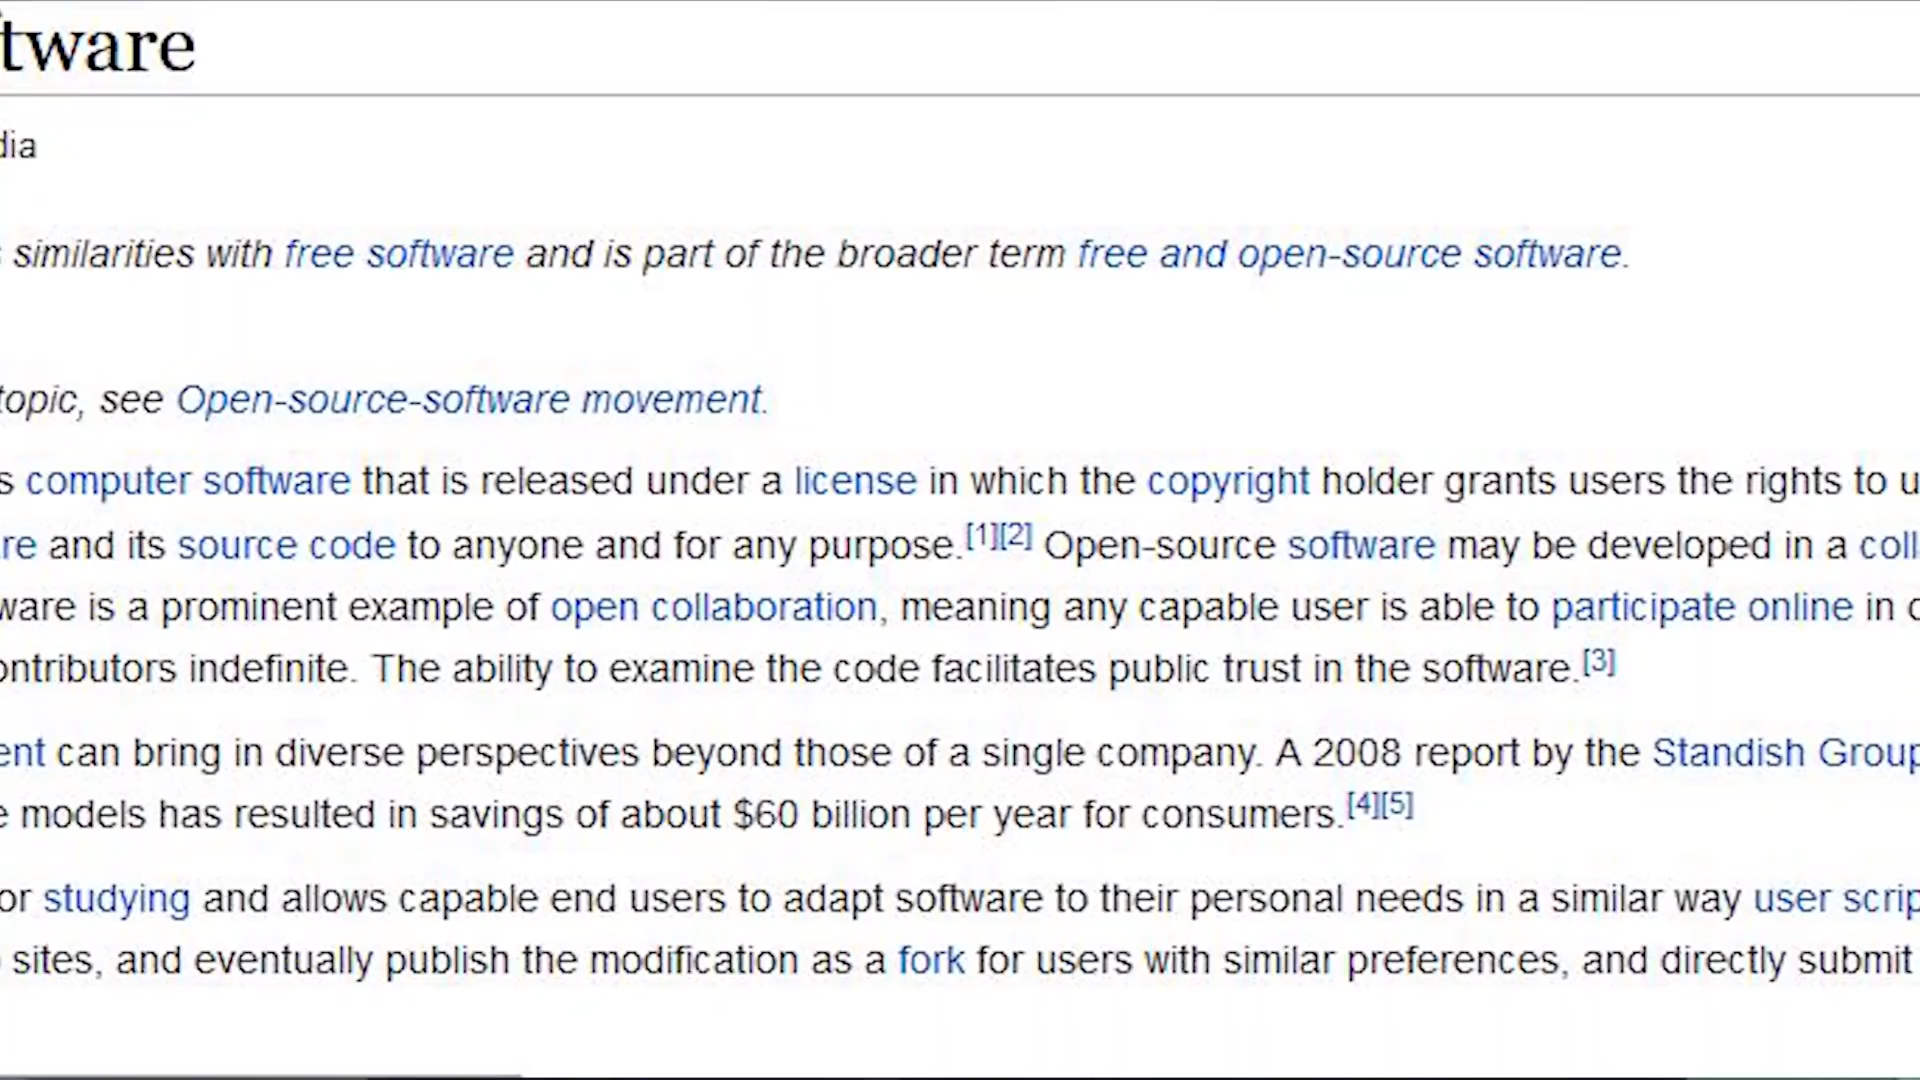 tware
dia
similarities with free software and is part of the broader term free and open-source software.
topic, see Open-source-software movement.
s computer software that is released under a license in which the copyright holder grants users the rights to u
re and its source code to anyone and for any purpose.[1][2] Open-source software may be developed in a coll
ware is a prominent example of open collaboration, meaning any capable user is able to participate online in
ontributors indefinite. The ability to examine the code facilitates public trust in the software.[3]
ent can bring in diverse perspectives beyond those of a single company. A 2008 report by the Standish Group
e models has resulted in savings of about $60 billion per year for consumers.[4][5]
or studying and allows capable end users to adapt software to their personal needs in a similar way user scrip
sites, and eventually publish the modification as a fork for users with similar preferences, and directly submit